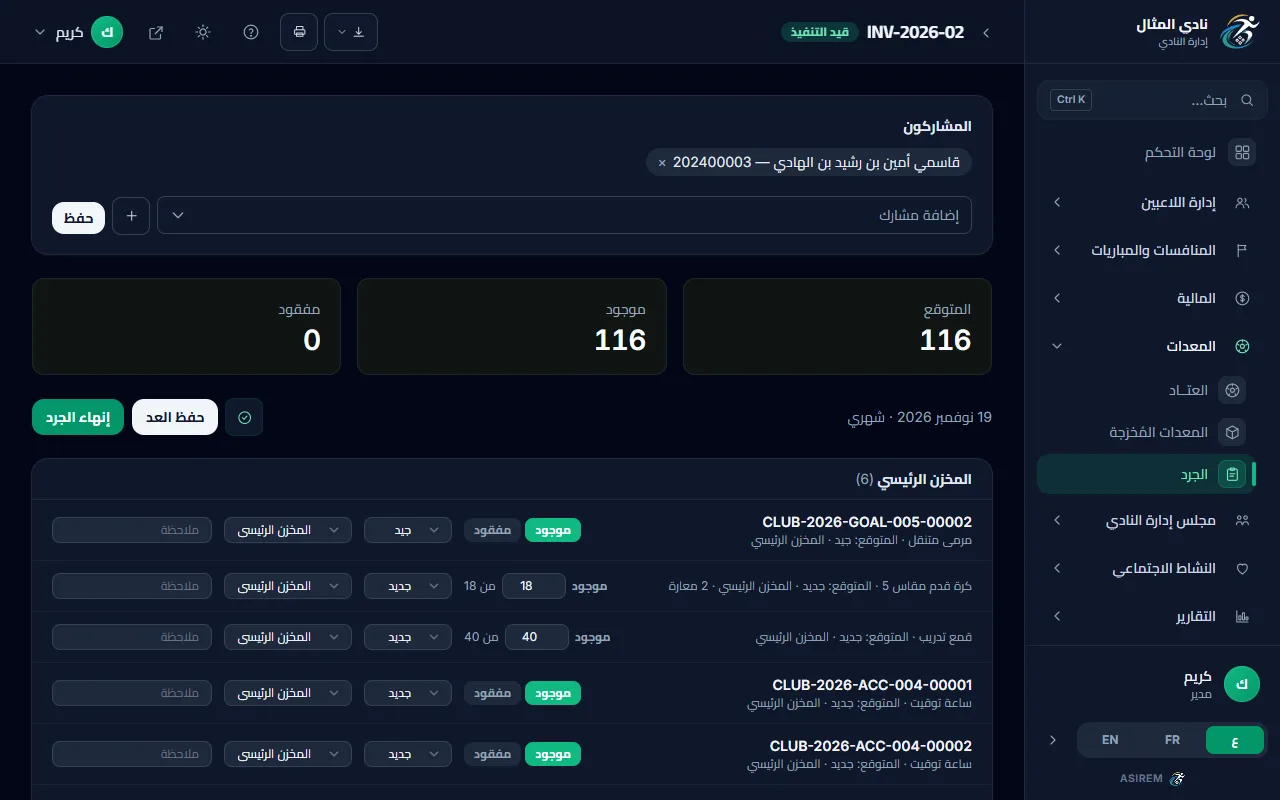 نادي المثال
إدارة النادي
بحث...
Ctrl K
لوحة التحكم
إدارة اللاعبين
المنافسات والمباريات
المالية
المعدات
العتــاد
المعدات المُخرَجة
الجرد
مجلس إدارة النادي
النشاط الاجتماعي
التقارير
ك
كريم
مدير
ع FR EN
ASIREM
INV-2026-02 قيد التنفيذ
ك كريم
المشاركون
قاسمي أمين بن رشيد بن الهادي — 202400003 ×
إضافة مشارك
+
حفظ
المتوقع
116
موجود
116
مفقود
0
19 نوفمبر 2026 · شهري
حفظ العد
إنهاء الجرد
المخزن الرئيسي (6)
CLUB-2026-GOAL-005-00002
مرمى متنقل · المتوقع: جيد · المخزن الرئيسي
موجود مفقود جيد المخزن الرئيسي ملاحظة
كرة قدم مقاس 5 · المتوقع: جديد · المخزن الرئيسي · 2 معارة
موجود 18 من 18 جديد المخزن الرئيسي ملاحظة
قمع تدريب · المتوقع: جديد · المخزن الرئيسي
موجود 40 من 40 جديد المخزن الرئيسي ملاحظة
CLUB-2026-ACC-004-00001
ساعة توقيت · المتوقع: جديد · المخزن الرئيسي
موجود مفقود جديد المخزن الرئيسي ملاحظة
CLUB-2026-ACC-004-00002
ساعة توقيت · المتوقع: جديد · المخزن الرئيسي
موجود مفقود جديد المخزن الرئيسي ملاحظة